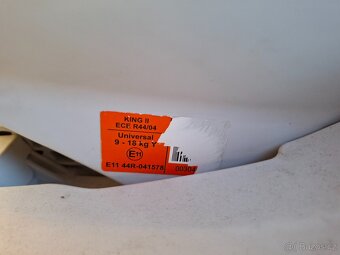 KING II
ECE R44/04
Universal
9 - 18 kg Y
E11
E11 44R-041578